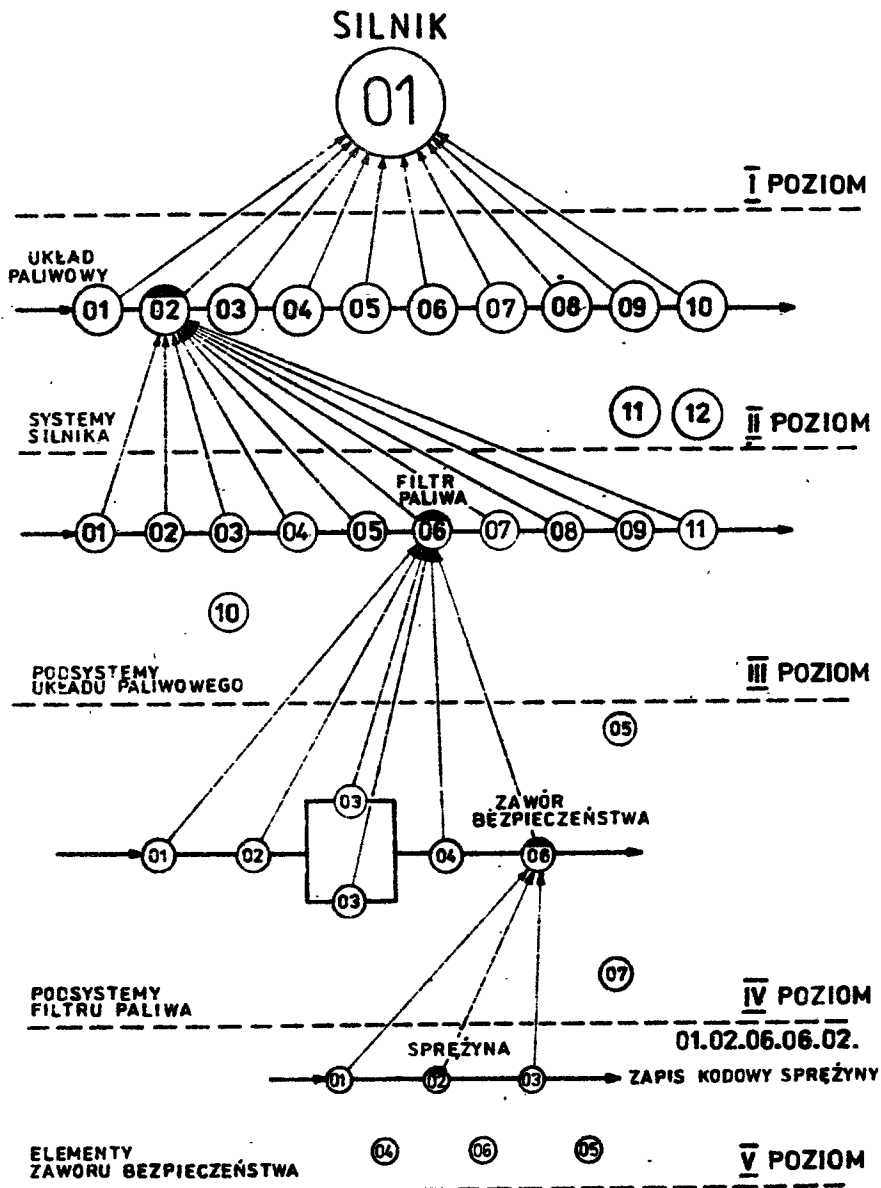 SILNIK
01
I POZIOM
UKŁAD
PALIWOWY
01 02 03 04 05 06 07 08 09 10
11 12
SYSTEMY
SILNIKA
II POZIOM
FILTR
PALIWA
01 02 03 04 05 06 07 08 09 11
10
PODSYSTEMY
UKŁADU PALIWOWEGO
III POZIOM
05
03
ZAWÓR
BEZPIECZEŃSTWA
01 02 04 06
03
07
PODSYSTEMY
FILTRU PALIWA
IV POZIOM
SPRĘŻYNA
01.02.06.06.02.
01 02 03
ZAPIS KODOWY SPRĘŻYNY
04 06 05
ELEMENTY
ZAWORU BEZPIECZEŃSTWA
V POZIOM